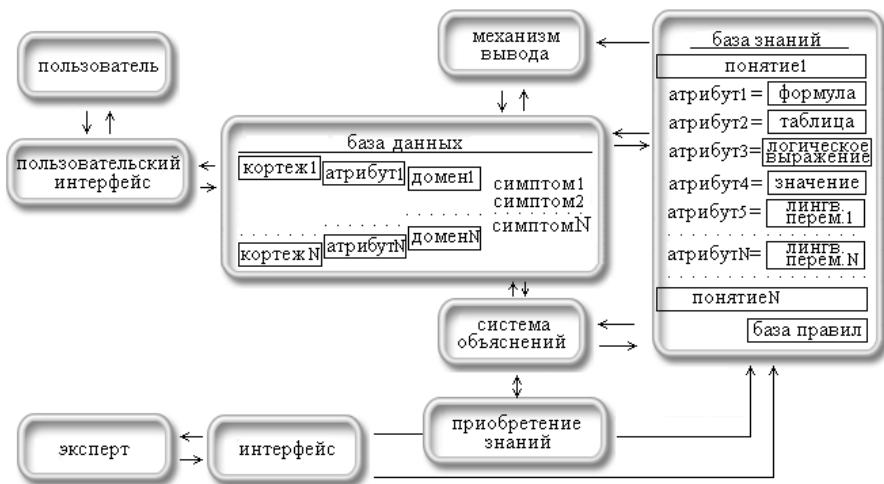 пользователь
механизм
вывода
база знаний
понятие1
атрибут1= формула
атрибут2= таблица
атрибут3= логическое
выражение
атрибут4= значение
атрибут5= лингв.
перем.1
атрибутN= лингв.
перем.N
понятиеN
база правил
пользовательский
интерфейс
база данных
кортеж1 атрибут1 домен1
симптом1
симптом2
симптомN
кортежN атрибутN доменN
система
объяснений
приобретение
знаний
эксперт
интерфейс